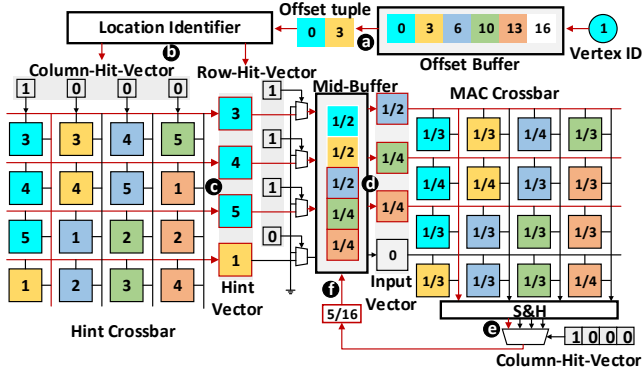 Location Identifier
Offset tuple
0 3
a
0 3 6 10 13 16
Offset Buffer
1
Vertex ID
b
Column-Hit-Vector
Row-Hit-Vector
1 0 0 0
Mid-Buffer
MAC Crossbar
3 3 4 5
4 4 5 1
5 1 2 2
1 2 3 4
Hint Crossbar
c
3
4
5
1
Hint
Vector
1
1
1
0
1/2
1/2
1/2
1/4
1/4
d
1/2
1/4
1/4
0
Input
Vector
1/3 1/3 1/4 1/3
1/4 1/4 1/3 1/3
1/3 1/3 1/3 1/3
1/3 1/3 1/3 1/4
f
5/16
S&H
e
1 0 0 0
Column-Hit-Vector